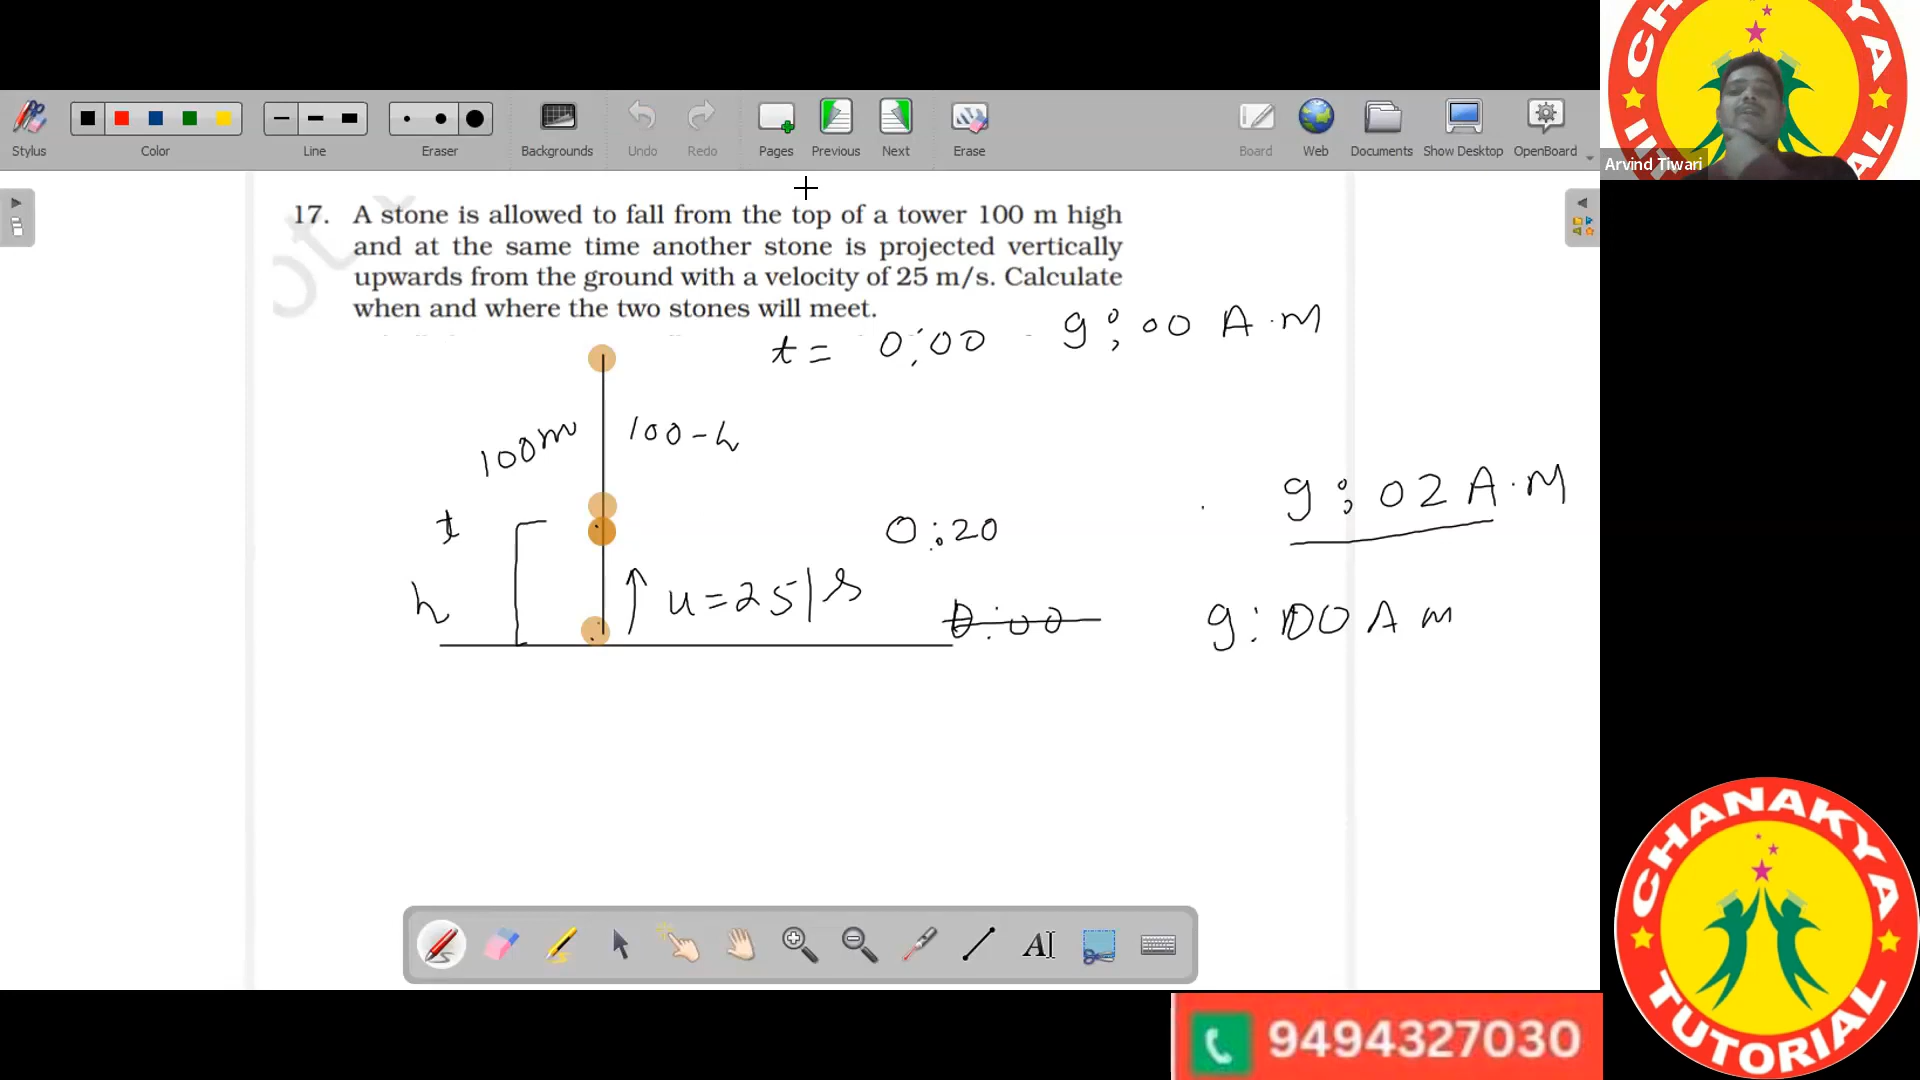 Stylus
Color
Line
Eraser
Backgrounds
Undo
Redo
Pages
Previous
Next
Erase
Board
Web
Documents
Show Desktop
OpenBoard
Arvind Tiwari
17. A stone is allowed to fall from the top of a tower 100 m high
and at the same time another stone is projected vertically
upwards from the ground with a velocity of 25 m/s. Calculate
when and where the two stones will meet.
t = 0:00 9:00 A.M
100m 100-h
9:02 A.M
t 0:20
h u=25/s 0:00 9:00 A m
CHANAKYA
TUTORIAL
9494327030